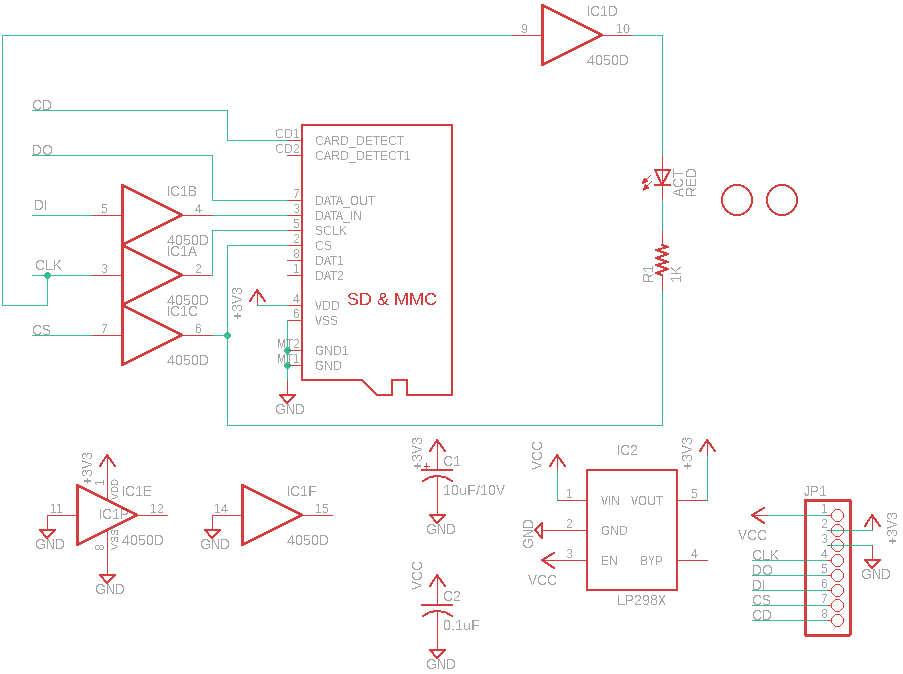 IC1D
9
10
4050D
CD
CD1
CARD_DETECT
CD2
CARD_DETECT1
DO
ACT
RED
IC1B
7
DATA_OUT
DI
5
4
3
DATA_IN
5
SCLK
4050D
2
CS
IC1A
8
DAT1
CLK
3
2
1
DAT2
R1
1K
4050D
+3V3
4
VDD
SD & MMC
IC1C
6
VSS
CS
7
6
MT2
GND1
4050D
MT1
GND
GND
+3V3
1
VDD
IC1E
11
IC1P
12
GND
4050D
8
VSS
GND
IC1F
14
15
GND
4050D
+3V3
C1
+
10uF/10V
GND
VCC
C2
0.1uF
GND
VCC
IC2
+3V3
1
VIN
VOUT
5
GND
2
GND
3
EN
BYP
4
VCC
LP298X
JP1
1
VCC
2
+3V3
3
CLK
4
GND
DO
5
DI
6
CS
7
CD
8